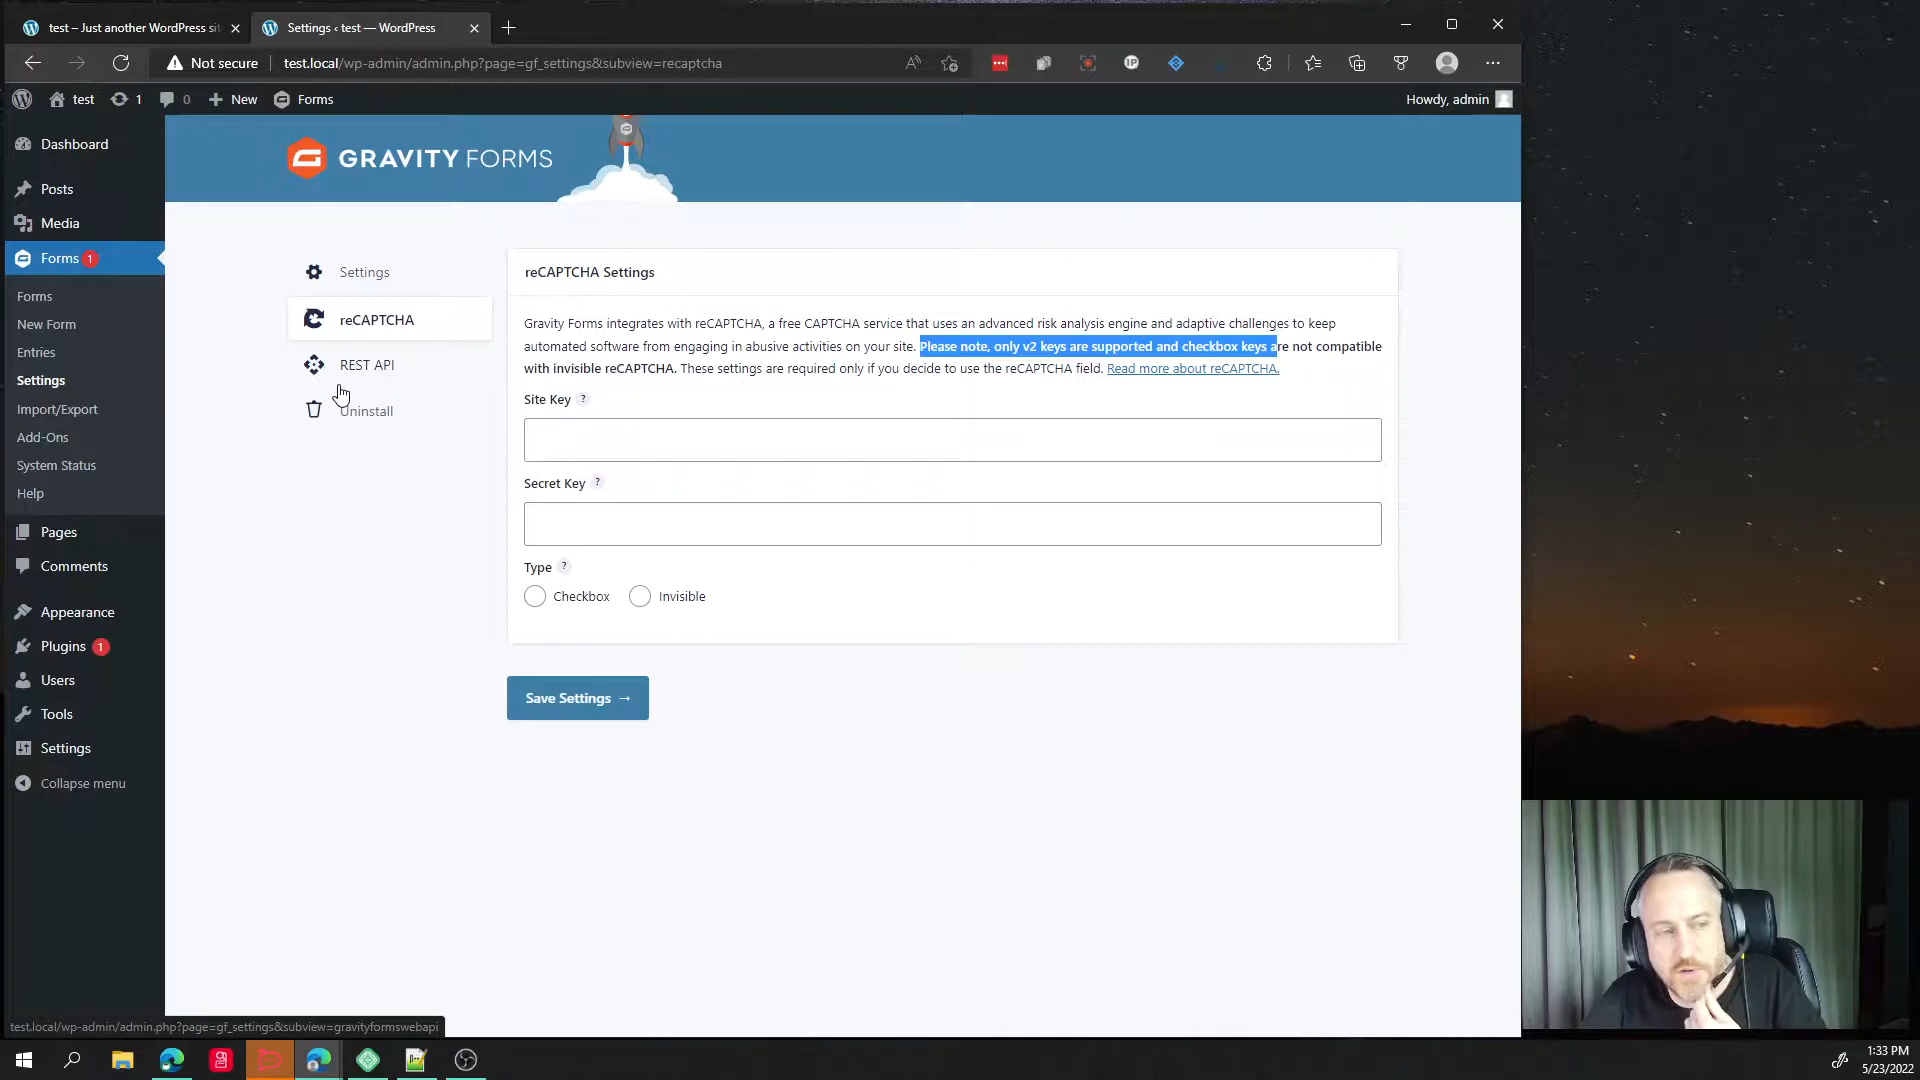 test – Just another WordPress si
Settings ‹ test — WordPress
Not secure
test.local/wp-admin/admin.php?page=gf_settings&subview=recaptcha
IP
test
1
0
New
Forms
Howdy, admin
Dashboard
Posts
Media
Forms 1
Forms
New Form
Entries
Settings
Import/Export
Add-Ons
System Status
Help
Pages
Comments
Appearance
Plugins 1
Users
Tools
Settings
Collapse menu
GRAVITY FORMS
Settings
reCAPTCHA
REST API
Uninstall
reCAPTCHA Settings
Gravity Forms integrates with reCAPTCHA, a free CAPTCHA service that uses an advanced risk analysis engine and adaptive challenges to keep
automated software from engaging in abusive activities on your site. Please note, only v2 keys are supported and checkbox keys are not compatible
with invisible reCAPTCHA. These settings are required only if you decide to use the reCAPTCHA field. Read more about reCAPTCHA.
Site Key ?
Secret Key ?
Type ?
Checkbox
Invisible
Save Settings →
test.local/wp-admin/admin.php?page=gf_settings&subview=gravityformswebapi
1:33 PM
5/23/2022